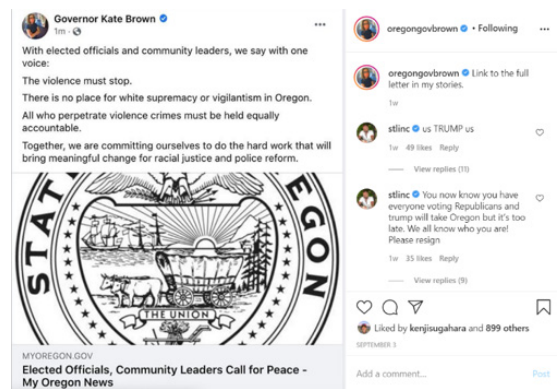 Governor Kate Brown
1m
With elected officials and community leaders, we say with one
voice:
The violence must stop.
There is no place for white supremacy or vigilantism in Oregon.
All who perpetrate violence crimes must be held equally
accountable.
Together, we are committing ourselves to do the hard work that will
bring meaningful change for racial justice and police reform.
STATE OREGON
THE UNION
MYOREGON.GOV
Elected Officials, Community Leaders Call for Peace -
My Oregon News
oregongovbrown • Following
oregongovbrown Link to the full
letter in my stories.
1w
stlinc us TRUMP us
1w 49 likes Reply
View replies (11)
stlinc You now know you have
everyone voting Republicans and
trump will take Oregon but it's too
late. We all know who you are!
Please resign
1w 35 likes Reply
View replies (9)
Liked by kenjisugahara and 899 others
SEPTEMBER 3
Add a comment...
Post